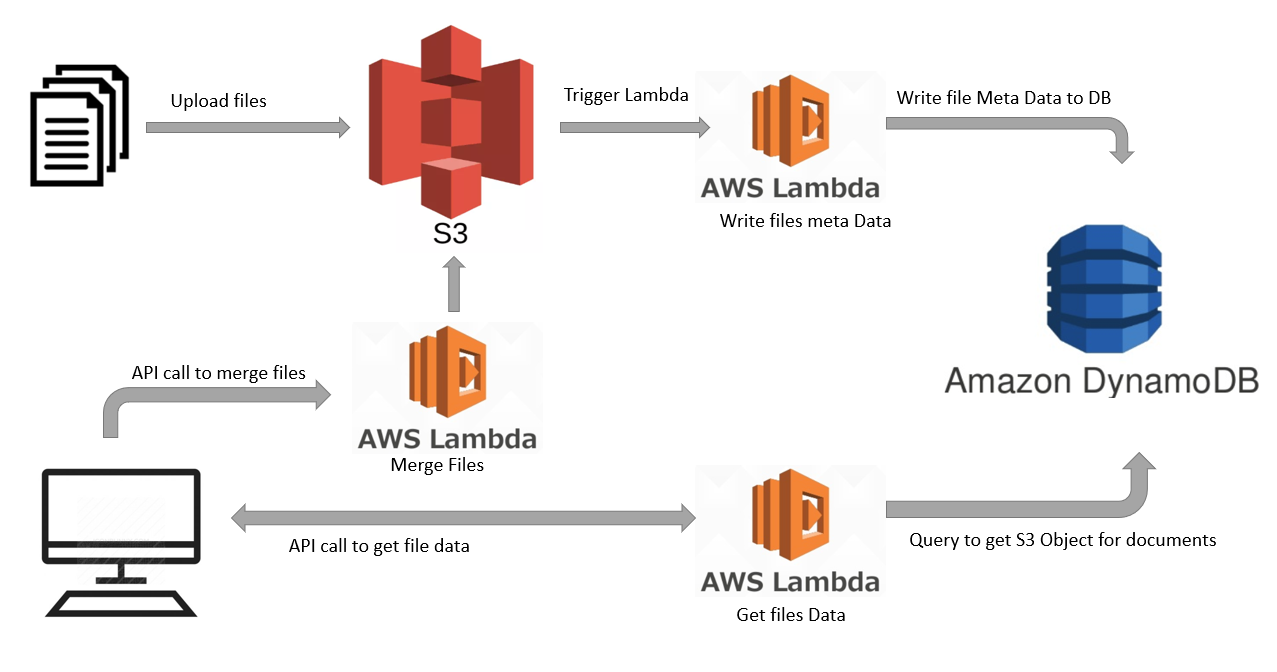 Upload files
Trigger Lambda
Write file Meta Data to DB
AWS Lambda
Write files meta Data
S3
API call to merge files
Amazon DynamoDB
AWS Lambda
Merge Files
API call to get file data
Query to get S3 Object for documents
AWS Lambda
Get files Data